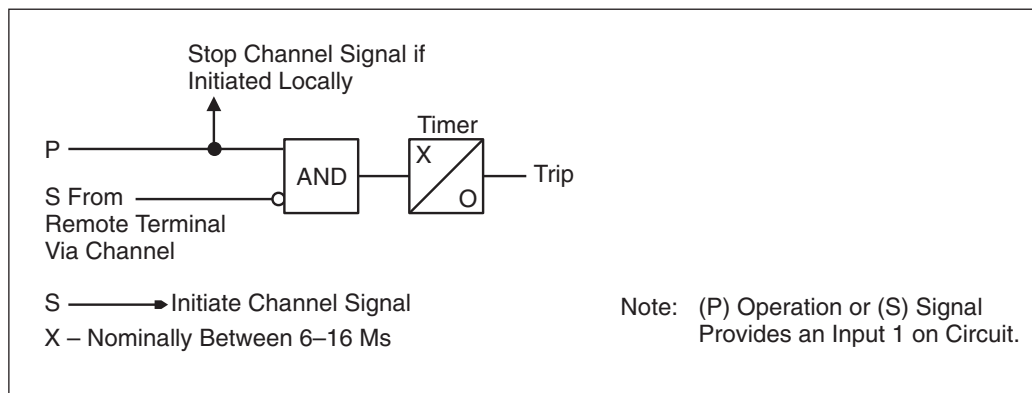 Stop Channel Signal if
Initiated Locally
P
Timer
X
AND
Trip
O
S From
Remote Terminal
Via Channel
S Initiate Channel Signal
X – Nominally Between 6–16 Ms
Note: (P) Operation or (S) Signal
Provides an Input 1 on Circuit.